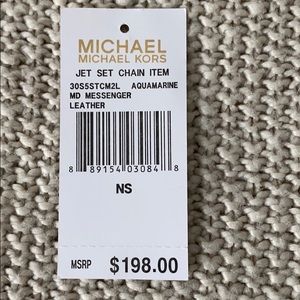 MICHAEL
MICHAEL KORS
JET SET CHAIN ITEM
30S5STCM2L AQUAMARINE
MD MESSENGER
LEATHER
8 89154 03084 8
NS
MSRP $198.00